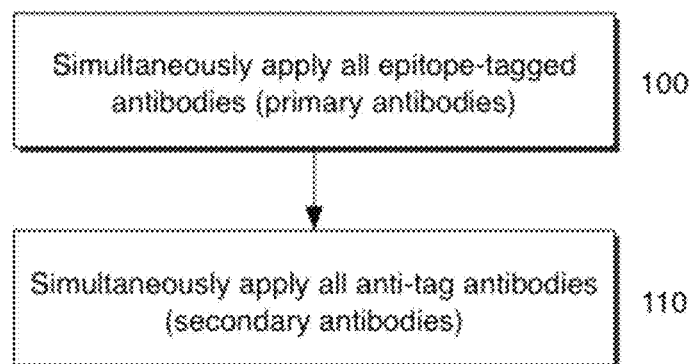 Simultaneously apply all epitope-tagged
antibodies (primary antibodies)
100
Simultaneously apply all anti-tag antibodies
(secondary antibodies)
110